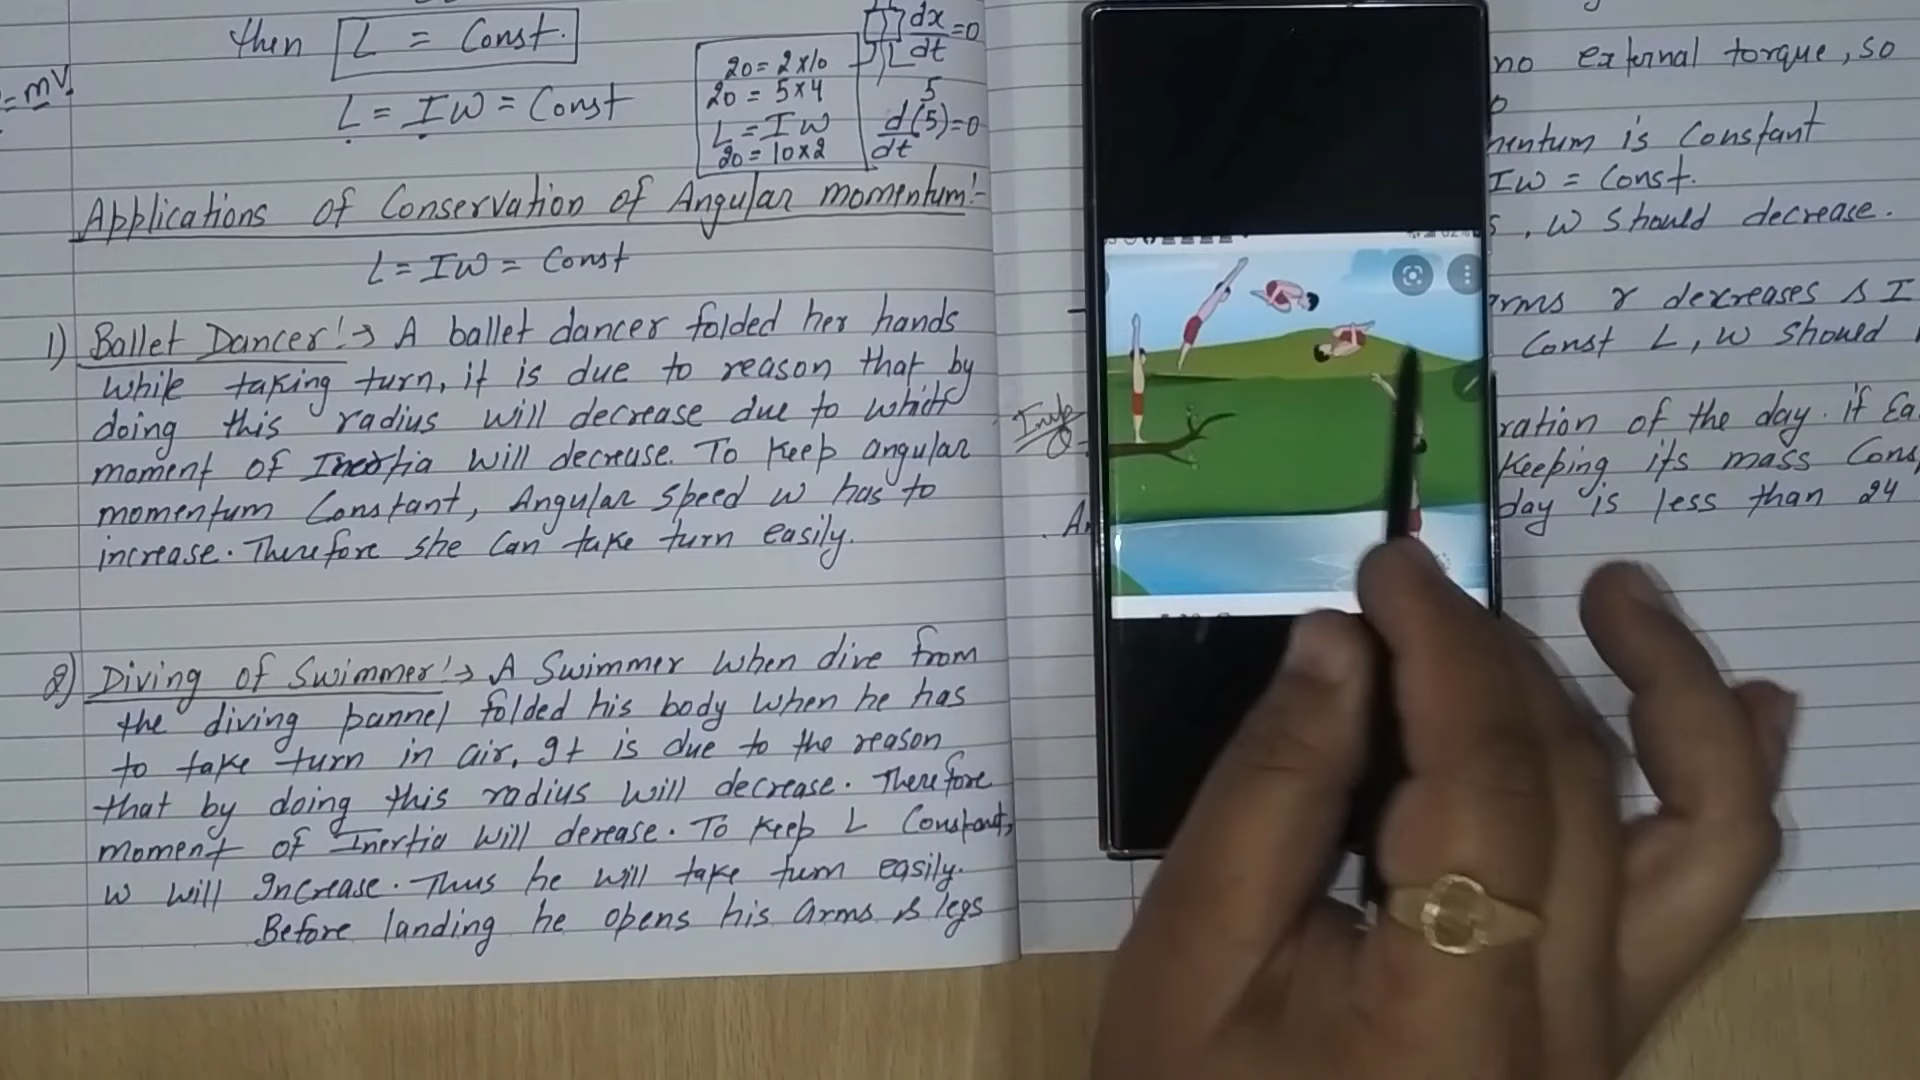 then L = Const.
= mV
L = IW = Const
20 = 2×10
20 = 5×4
L = IW
20 = 10×2
dx/dt = 0
5
d(5)/dt = 0
Applications of Conservation of Angular momentum:-
L = IW = Const
1) Ballet Dancer:→ A ballet dancer folded her hands
while taking turn, it is due to reason that by
doing this radius will decrease due to which
moment of Inertia will decrease. To keep angular
momentum Constant, Angular speed w has to
increase. Therefore she can take turn easily.
2) Diving of Swimmer:→ A Swimmer when dive from
the diving pannel folded his body when he has
to take turn in air, It is due to the reason
that by doing this radius will decrease. Therefore
moment of Inertia will derease. To keep L Constant,
w will Increase. Thus he will take turn easily.
Before landing he opens his arms & legs
no external torque, so
mentum is Constant
IW = Const.
, W should decrease.
arms r decreases & I
Const L, w should
Imp
Q
ration of the day. if Ea
keeping its mass Cons
day is less than 24